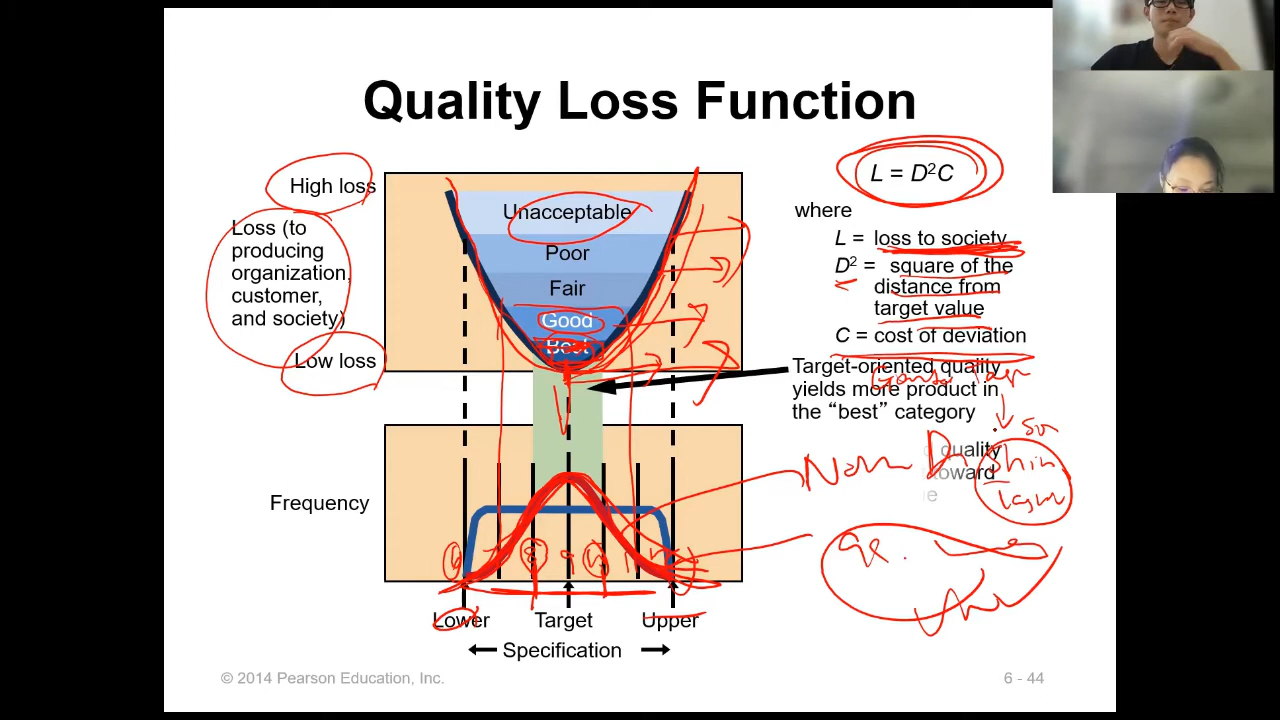 Quality Loss Function
High loss
Loss (to
producing
organization,
customer,
and society)
Low loss
Unacceptable
Poor
Fair
Good
Best
L = D²C
where
L = loss to society
D² = square of the
distance from
target value
C = cost of deviation
Target-oriented quality
yields more product in
the “best” category
quality
toward
Frequency
Lower
Target
Upper
Specification
© 2014 Pearson Education, Inc.
6 - 44